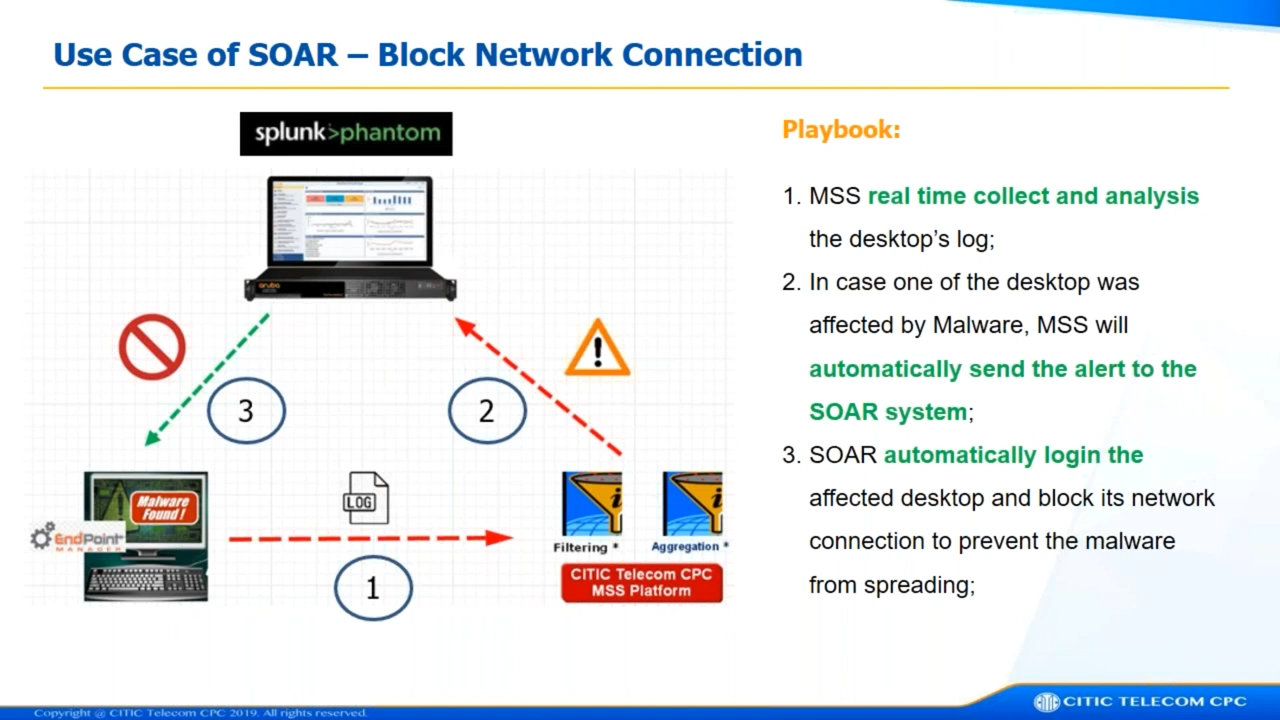 Use Case of SOAR – Block Network Connection
splunk>phantom
Playbook:
1. MSS real time collect and analysis
the desktop's log;
2. In case one of the desktop was
affected by Malware, MSS will
automatically send the alert to the
SOAR system;
3. SOAR automatically login the
affected desktop and block its network
connection to prevent the malware
from spreading;
aruba
3
2
Malware
Found!
EndPoint
MANAGER
LOG
1
Filtering *
Aggregation *
CITIC Telecom CPC
MSS Platform
Copyright @ CITIC Telecom CPC 2019. All rights reserved.
CITIC TELECOM CPC